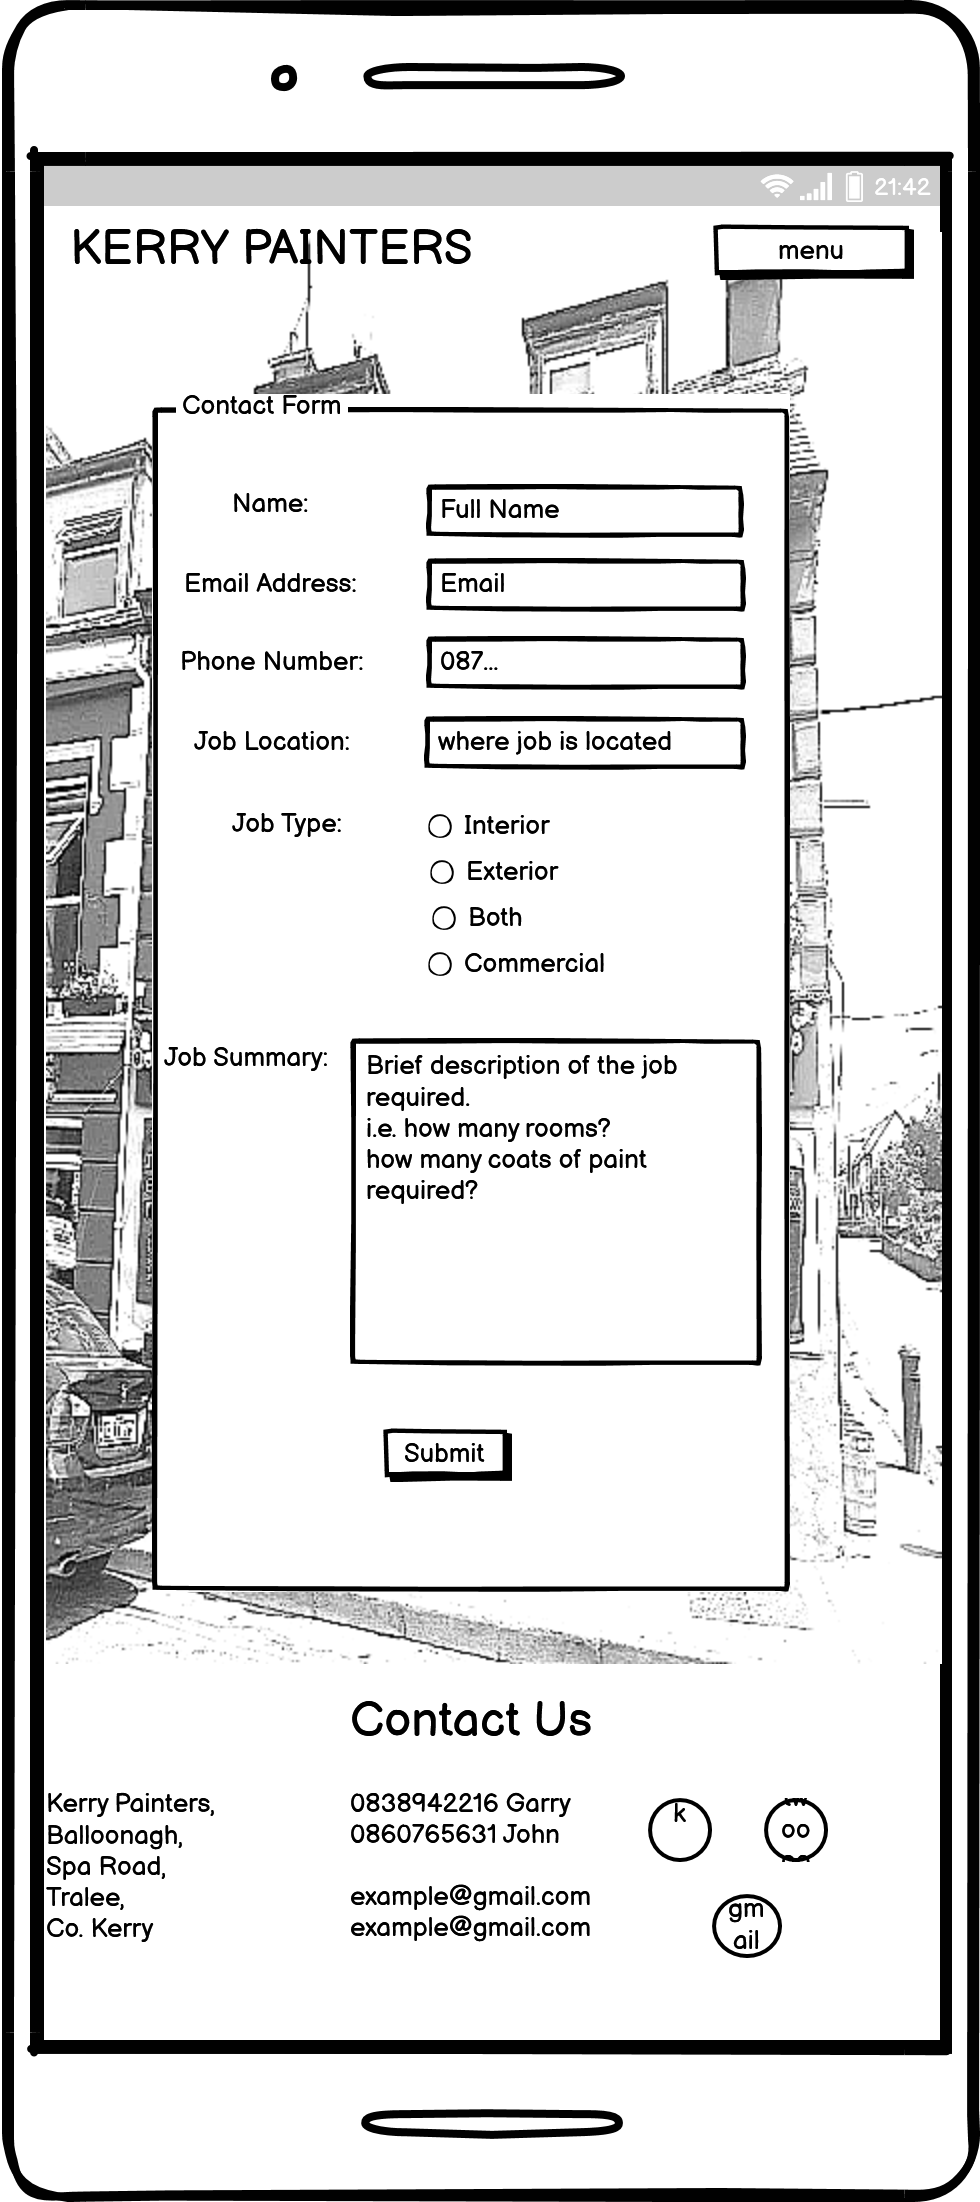 21:42
KERRY PAINTERS
menu
Contact Form
Name:
Full Name
Email Address:
Email
Phone Number:
087...
Job Location:
where job is located
Job Type:
Interior
Exterior
Both
Commercial
Job Summary:
Brief description of the job
required.
i.e. how many rooms?
how many coats of paint
required?
Submit
Contact Us
Kerry Painters,
Balloonagh,
Spa Road,
Tralee,
Co. Kerry
0838942216 Garry
0860765631 John
example@gmail.com
example@gmail.com
k
oo
gm
ail